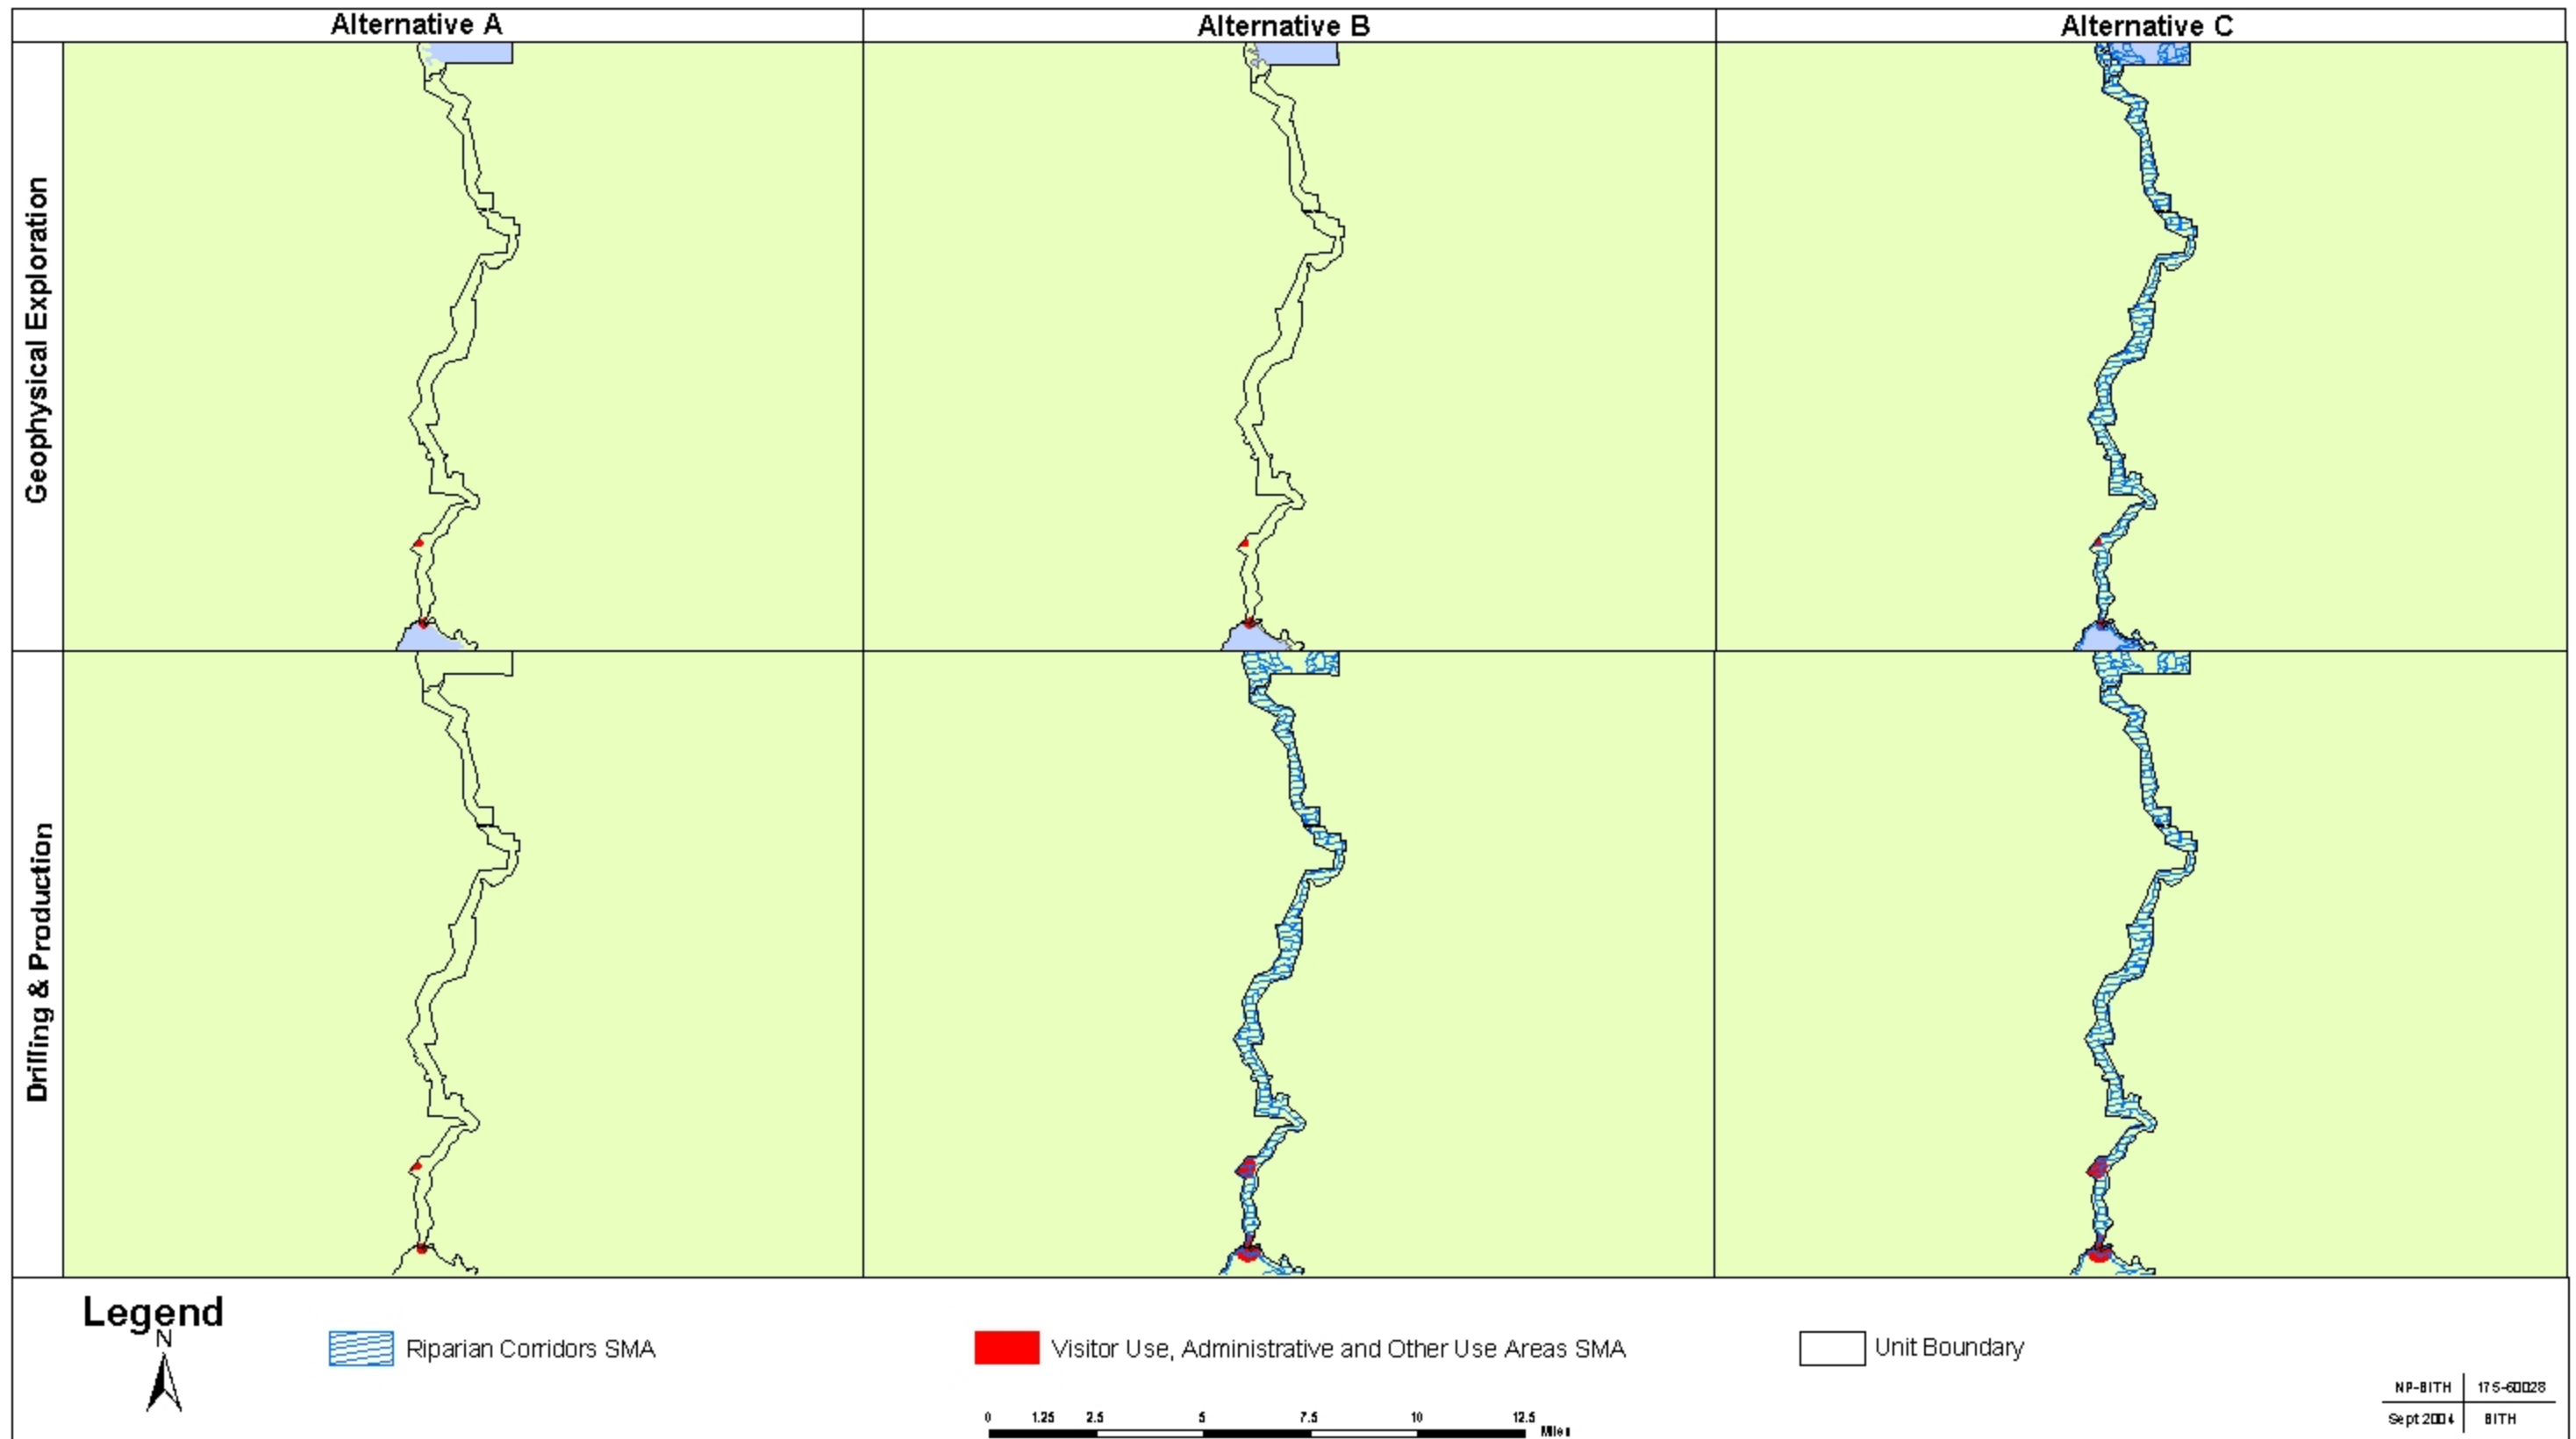 Alternative A
Alternative B
Alternative C
Geophysical Exploration
Drilling & Production
Legend
N
Riparian Corridors SMA
Visitor Use, Administrative and Other Use Areas SMA
Unit Boundary
0 1.25 2.5 5 7.5 10 12.5
Miles
NP-BITH 175-60028
Sept 2004 BITH